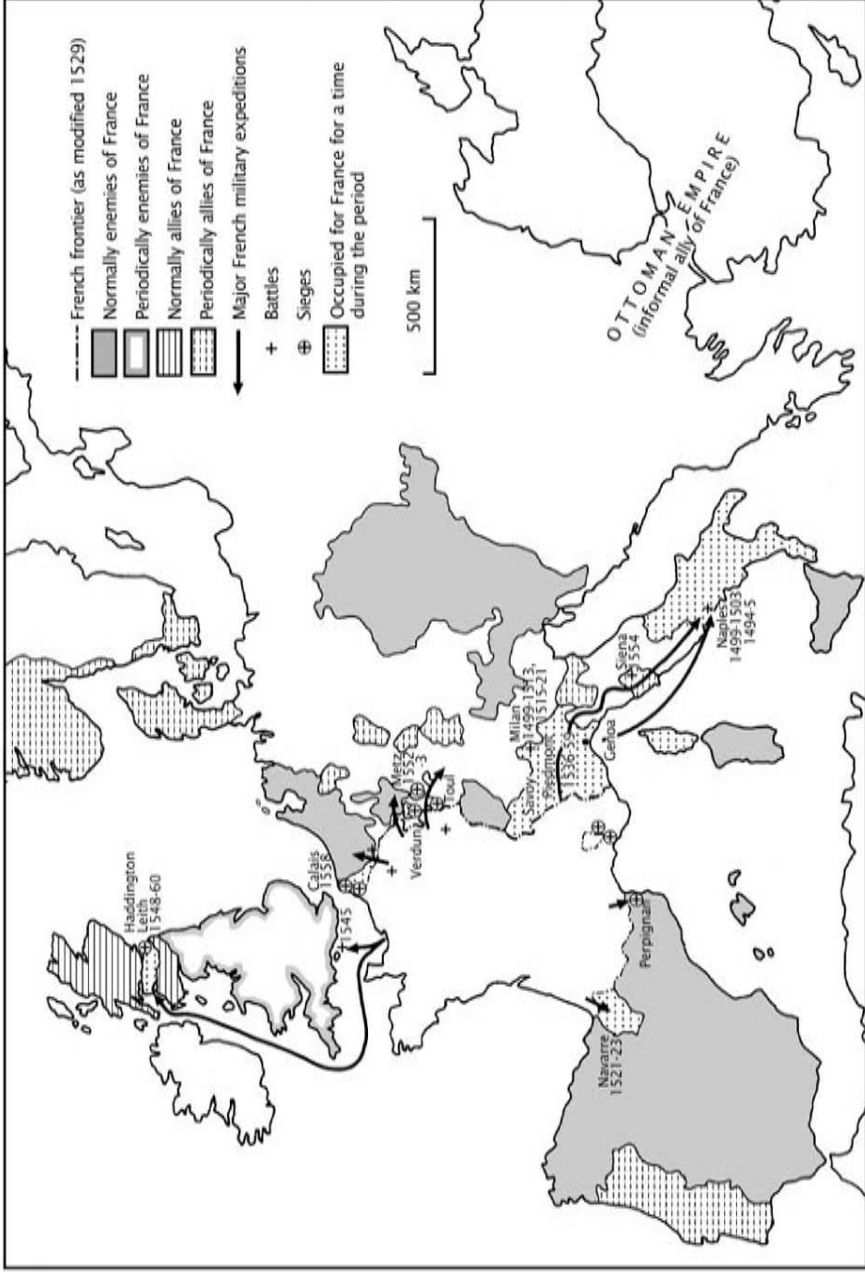 French frontier (as modified 1529)
Normally enemies of France
Periodically enemies of France
Normally allies of France
Periodically allies of France
Major French military expeditions
Battles
Sieges
Occupied for France for a time
during the period
500 km
OTTOMAN EMPIRE
(informal ally of France)
Haddington
Leith
1548-60
1545
Calais
1558
Metz
1552
-3
Verdun
Toul
Milan
1499-1513,
1515-21
Savoy
Piedmont
1536-59
Genoa
Siena
1554
Naples
1499-1503
1494-5
Navarre
1521-23
Perpignan